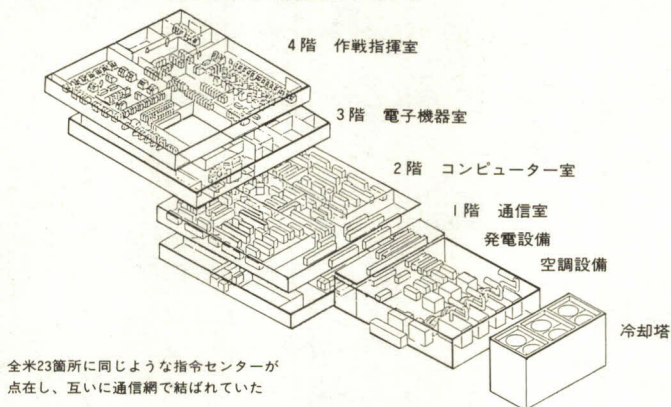 4階 作戦指揮室
3階 電子機器室
2階 コンピューター室
1階 通信室
発電設備
空調設備
冷却塔
全米23箇所に同じような指令センターが
点在し、互いに通信網で結ばれていた